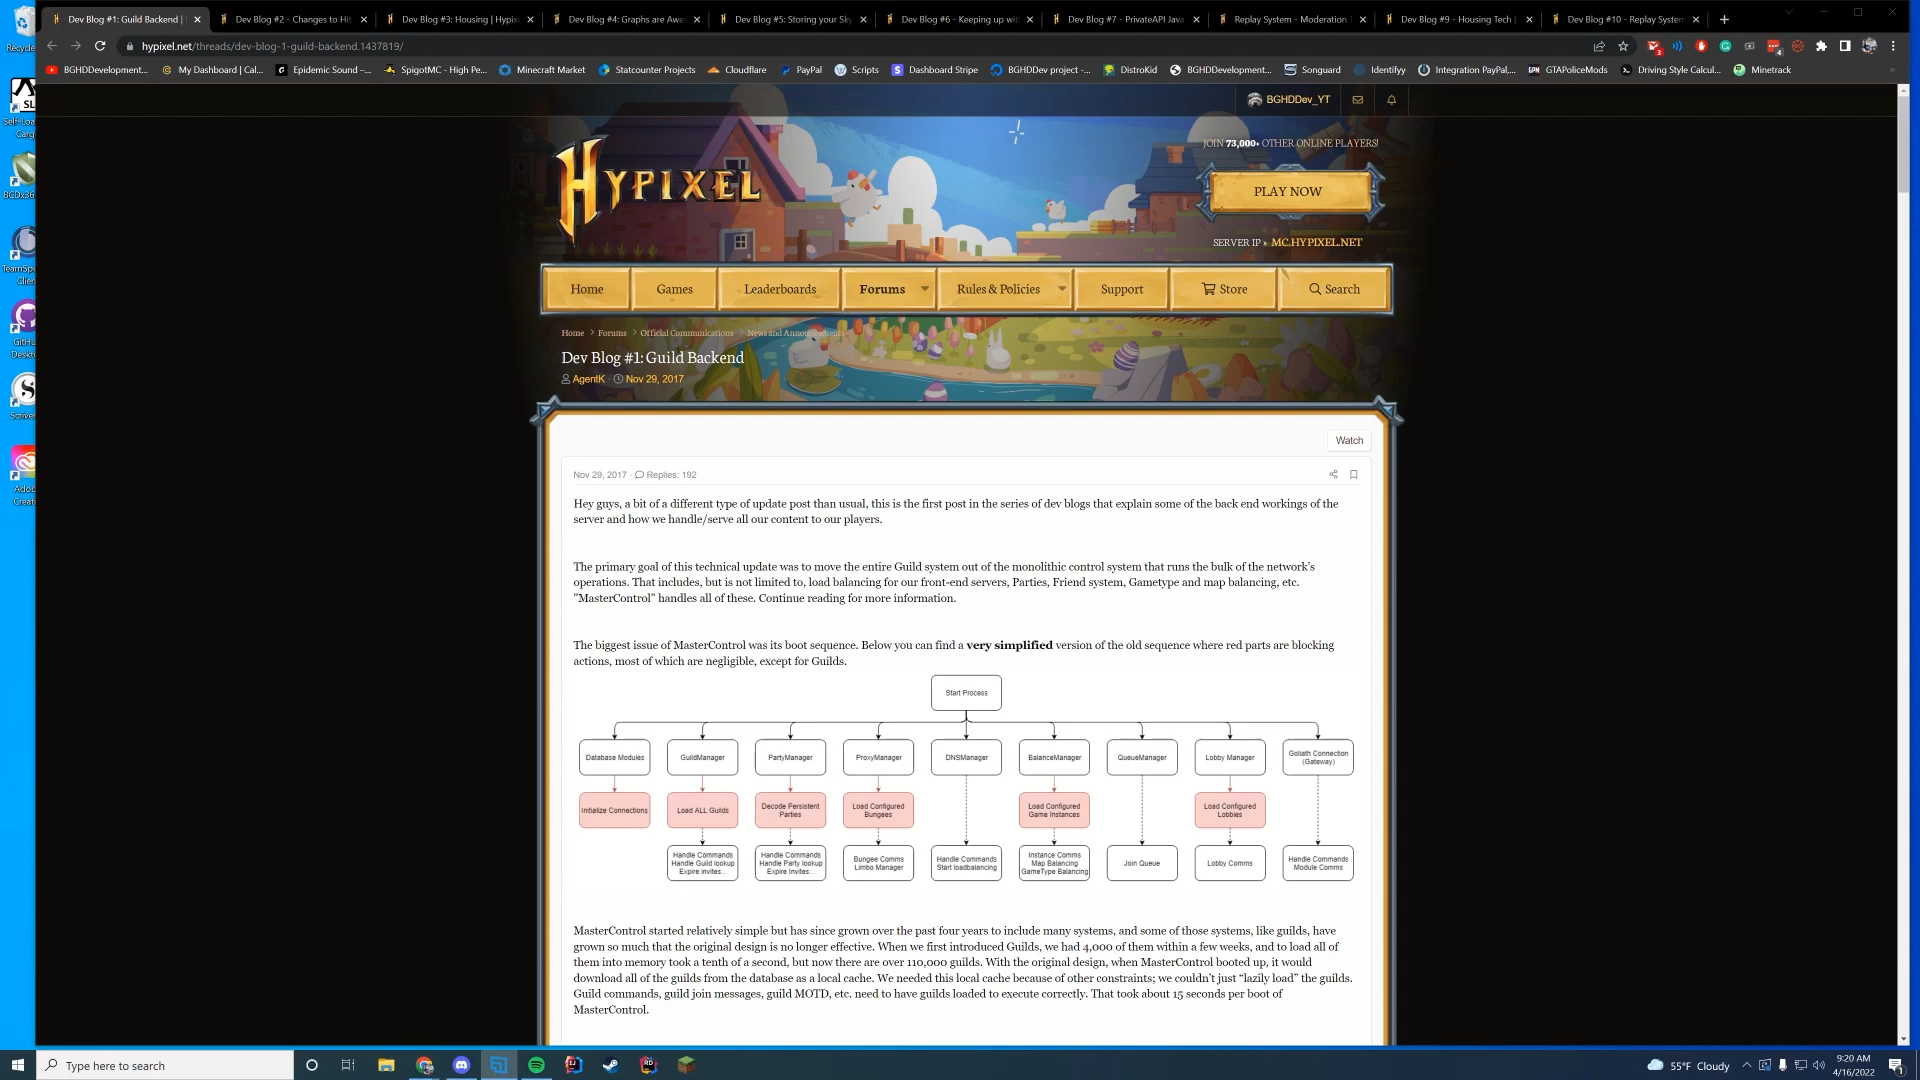 Dev Blog #1: Guild Backend |
Dev Blog #2 - Changes to Hit
Dev Blog #3: Housing | Hypix
Dev Blog #4: Graphs are Awe
Dev Blog #5: Storing your Sky
Dev Blog #6 - Keeping up wit
Dev Blog #7 - PrivateAPI Java
Replay System - Moderation T
Dev Blog #9 - Housing Tech |
Dev Blog #10 - Replay System
hypixel.net/threads/dev-blog-1-guild-backend.1437819/
BGHDDevelopment...
My Dashboard | Cal...
Epidemic Sound –...
SpigotMC - High Pe...
Minecraft Market
Statcounter Projects
Cloudflare
PayPal
Scripts
Dashboard Stripe
BGHDDev project -...
DistroKid
BGHDDevelopment...
Songuard
Identifyy
Integration PayPal,...
GTAPoliceMods
Driving Style Calcul...
Minetrack
BGHDDev_YT
JOIN 73,000+ OTHER ONLINE PLAYERS!
HYPIXEL
PLAY NOW
SERVER IP » MC.HYPIXEL.NET
Home
Games
Leaderboards
Forums
Rules & Policies
Support
Store
Search
Home > Forums > Official Communications > News and Announcements
Dev Blog #1: Guild Backend
AgentK · Nov 29, 2017
Watch
Nov 29, 2017 · Replies: 192
Hey guys, a bit of a different type of update post than usual, this is the first post in the series of dev blogs that explain some of the back end workings of the
server and how we handle/serve all our content to our players.
The primary goal of this technical update was to move the entire Guild system out of the monolithic control system that runs the bulk of the network's
operations. That includes, but is not limited to, load balancing for our front-end servers, Parties, Friend system, Gametype and map balancing, etc.
"MasterControl" handles all of these. Continue reading for more information.
The biggest issue of MasterControl was its boot sequence. Below you can find a very simplified version of the old sequence where red parts are blocking
actions, most of which are negligible, except for Guilds.
Start Process
Database Modules
GuildManager
PartyManager
ProxyManager
DNSManager
BalanceManager
QueueManager
Lobby Manager
Goliath Connection
(Gateway)
Initialize Connections
Load ALL Guilds
Decode Persistent
Parties
Load Configured
Bungees
Load Configured
Game Instances
Load Configured
Lobbies
Handle Commands
Handle Guild lookup
Expire Invites...
Handle Commands
Handle Party lookup
Expire Invites...
Bungee Comms
Limbo Manager
Handle Commands
Start loadbalancing
Instance Comms
Map Balancing
GameType Balancing
Join Queue
Lobby Comms
Handle Commands
Module Comms
MasterControl started relatively simple but has since grown over the past four years to include many systems, and some of those systems, like guilds, have
grown so much that the original design is no longer effective. When we first introduced Guilds, we had 4,000 of them within a few weeks, and to load all of
them into memory took a tenth of a second, but now there are over 110,000 guilds. With the original design, when MasterControl booted up, it would
download all of the guilds from the database as a local cache. We needed this local cache because of other constraints; we couldn't just “lazily load” the guilds.
Guild commands, guild join messages, guild MOTD, etc. need to have guilds loaded to execute correctly. That took about 15 seconds per boot of
MasterControl.
Type here to search
55°F Cloudy
9:20 AM
4/16/2022